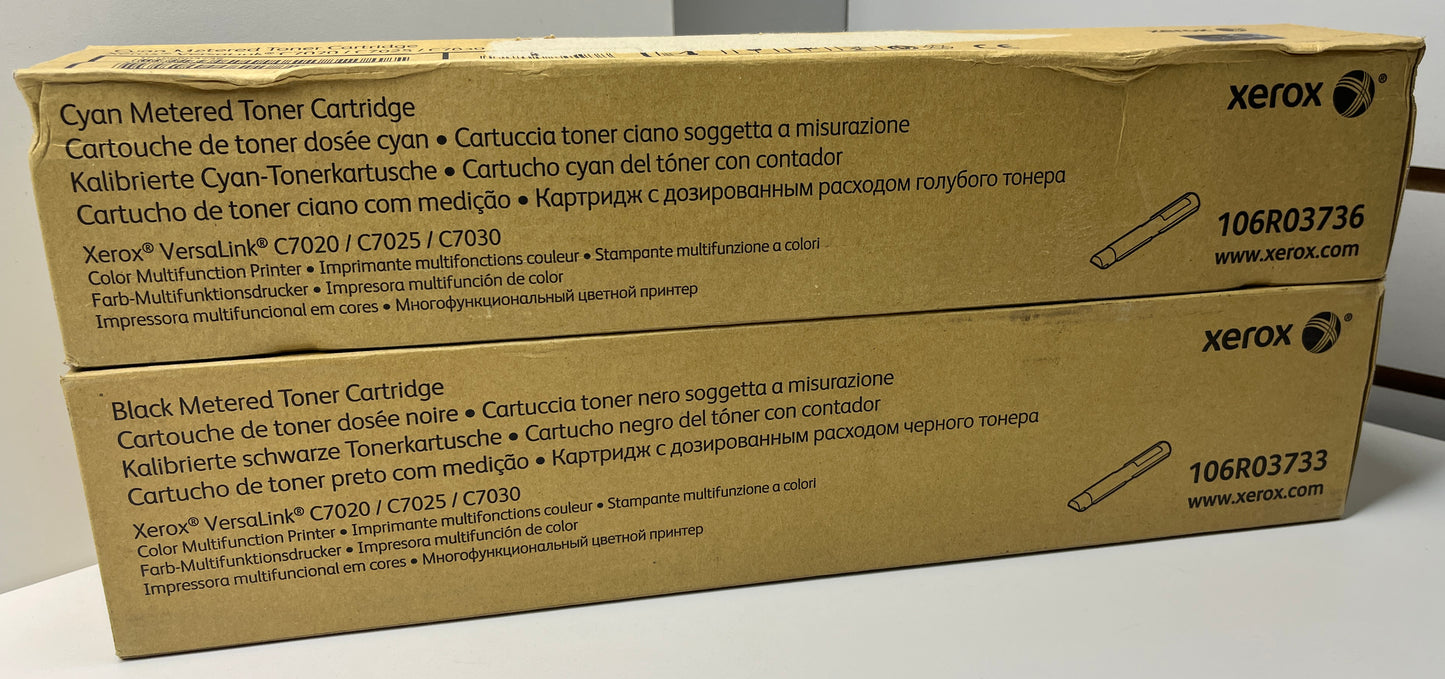 Cyan Metered Toner Cartridge
xerox ®
Cyan Metered Toner Cartridge
Cartouche de toner dosée cyan • Cartuccia toner ciano soggetta a misurazione
Kalibrierte Cyan-Tonerkartusche • Cartucho cyan del tóner con contador
Cartucho de toner ciano com medição • Картридж с дозированным расходом голубого тонера
Xerox® VersaLink® C7020 / C7025 / C7030
Color Multifunction Printer • Imprimante multifonctions couleur • Stampante multifunzione a colori
Farb-Multifunktionsdrucker • Impresora multifunción de color
Impressora multifuncional em cores • Многофункциональный цветной принтер
106R03736
www.xerox.com
xerox ®
Black Metered Toner Cartridge
Cartouche de toner dosée noire • Cartuccia toner nero soggetta a misurazione
Kalibrierte schwarze Tonerkartusche • Cartucho negro del tóner con contador
Cartucho de toner preto com medição • Картридж с дозированным расходом черного тонера
Xerox® VersaLink® C7020 / C7025 / C7030
Color Multifunction Printer • Imprimante multifonctions couleur • Stampante multifunzione a colori
Farb-Multifunktionsdrucker • Impresora multifunción de color
Impressora multifuncional em cores • Многофункциональный цветной принтер
106R03733
www.xerox.com